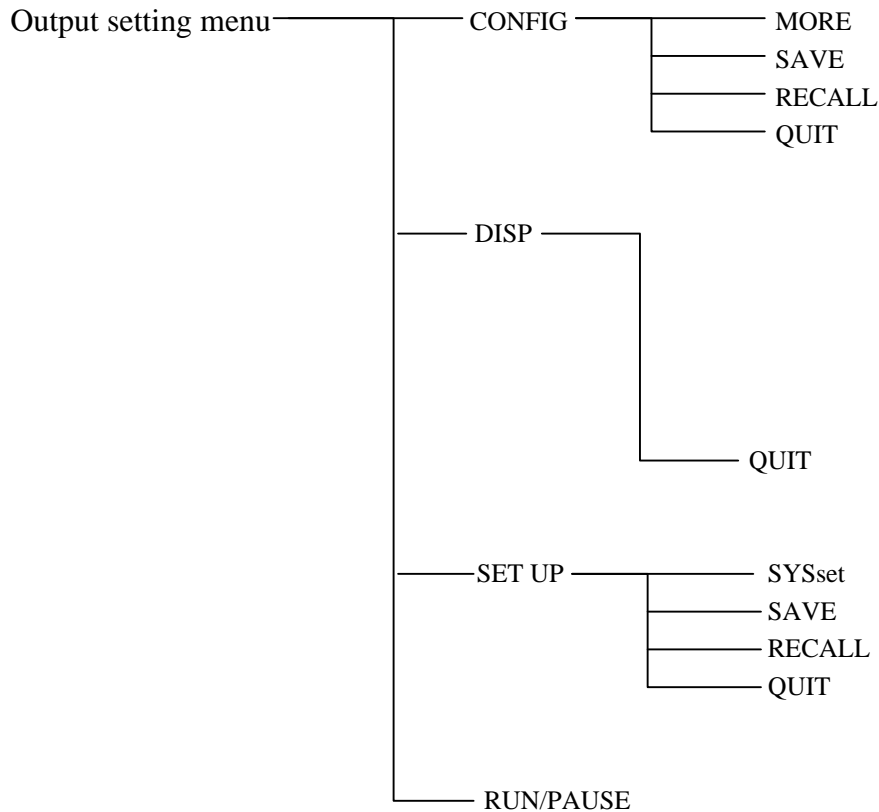 Output setting menu
CONFIG
MORE
SAVE
RECALL
QUIT
DISP
QUIT
SET UP
SYSset
SAVE
RECALL
QUIT
RUN/PAUSE